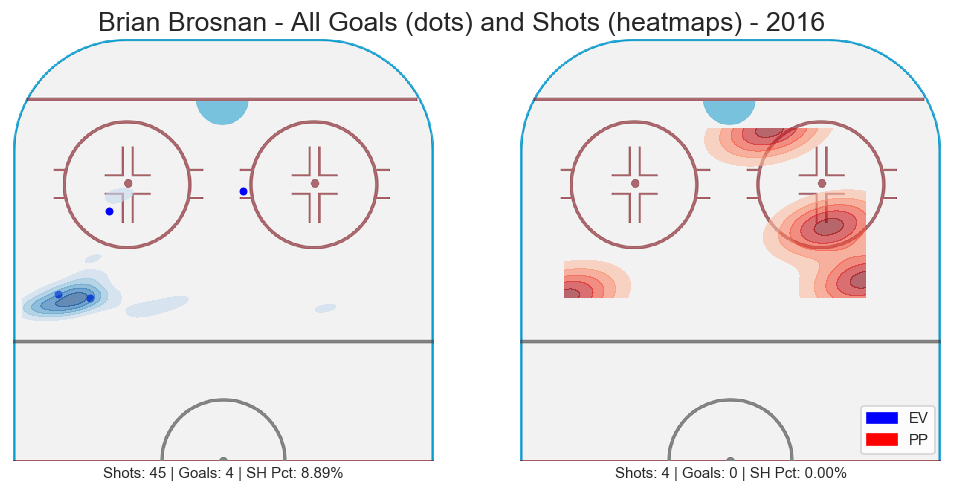 Brian Brosnan - All Goals (dots) and Shots (heatmaps) - 2016
EV
PP
Shots: 45 | Goals: 4 | SH Pct: 8.89%
Shots: 4 | Goals: 0 | SH Pct: 0.00%